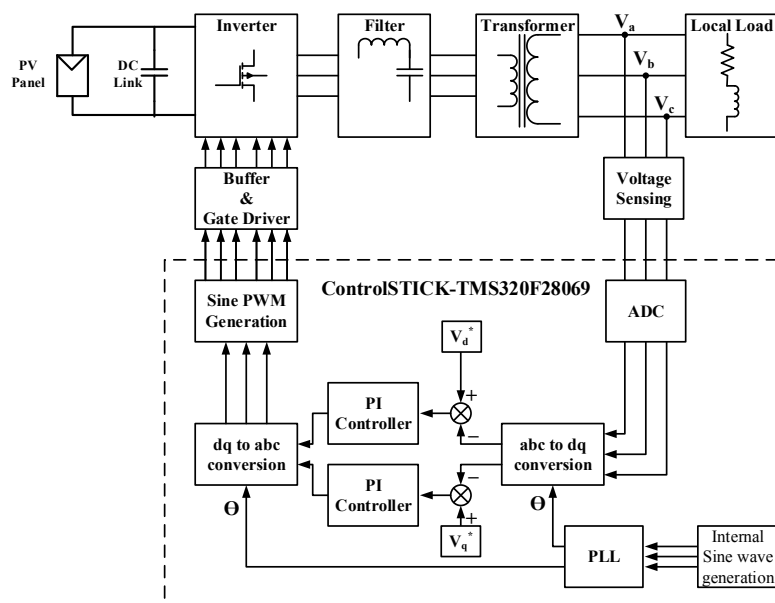 Inverter
Filter
Transformer
Va
Local Load
PV
Panel
DC
Link
Vb
Vc
Buffer
&
Gate Driver
Voltage
Sensing
ControlSTICK-TMS320F28069
Sine PWM
Generation
ADC
Vd*
+
PI
Controller
−
dq to abc
conversion
abc to dq
conversion
PI
Controller
−
+
Vq*
Ө
Ө
PLL
Internal
Sine wave
generation